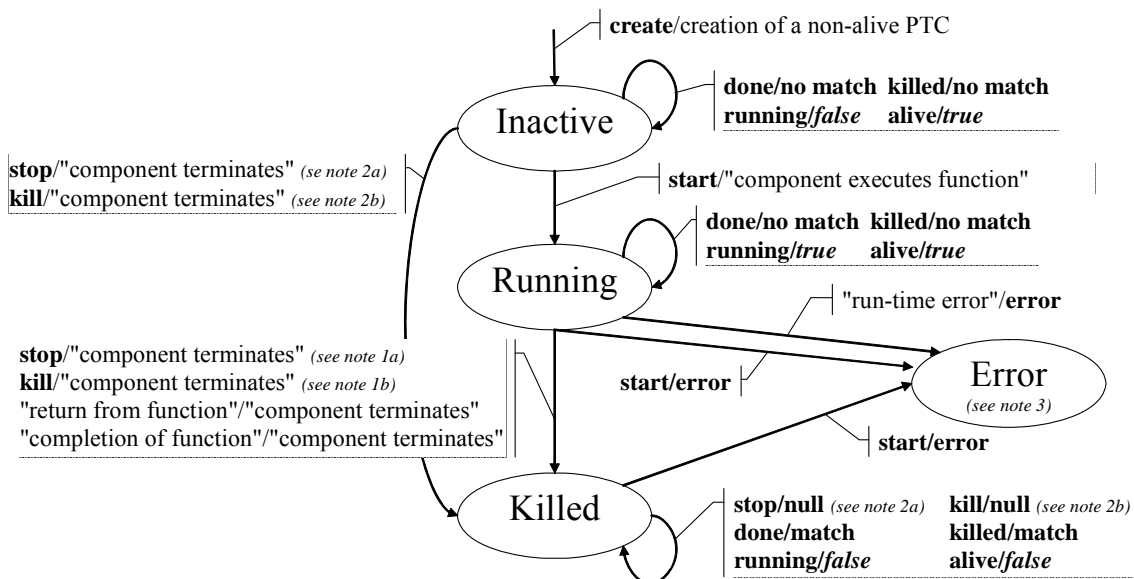 create/creation of a non-alive PTC
done/no match killed/no match
running/false alive/true
Inactive
stop/"component terminates" (se note 2a)
kill/"component terminates" (see note 2b)
start/"component executes function"
done/no match killed/no match
running/true alive/true
Running
"run-time error"/error
stop/"component terminates" (see note 1a)
kill/"component terminates" (see note 1b)
"return from function"/"component terminates"
"completion of function"/"component terminates"
start/error
Error
(see note 3)
start/error
Killed
stop/null (see note 2a) kill/null (see note 2b)
done/match killed/match
running/false alive/false